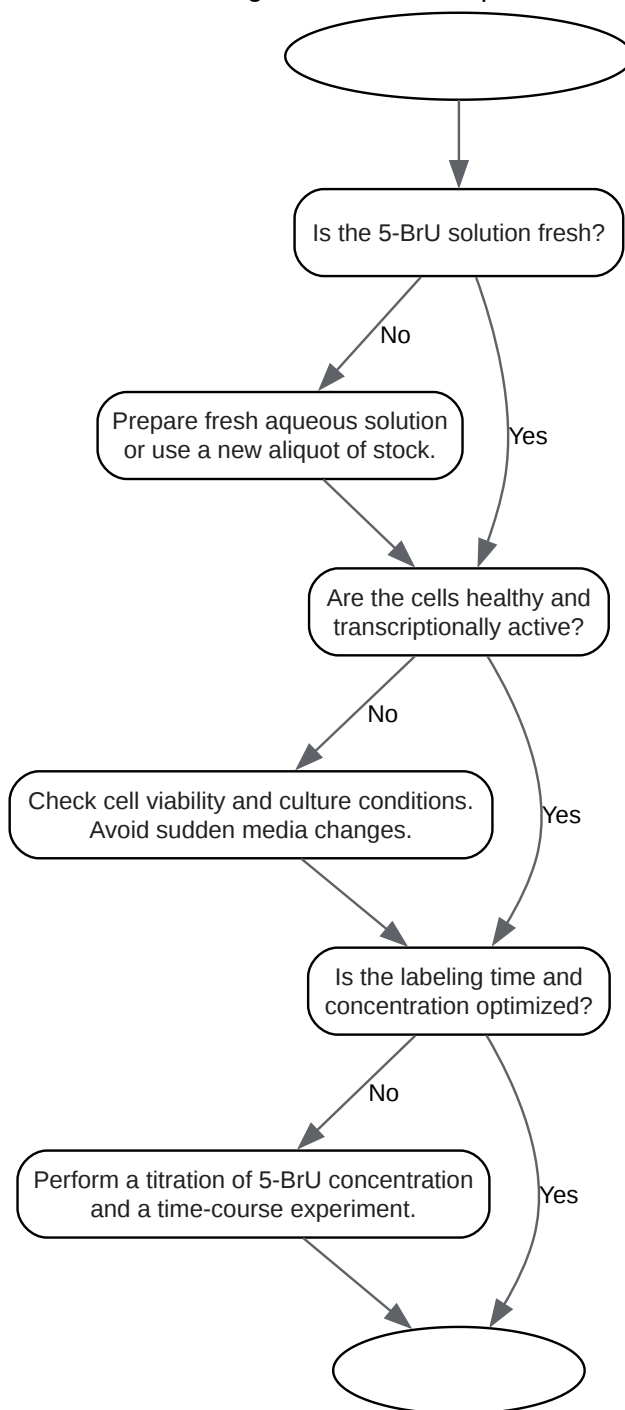 Is the 5-BrU solution fresh?
No
Prepare fresh aqueous solution
or use a new aliquot of stock.
Yes
Are the cells healthy and
transcriptionally active?
No
Check cell viability and culture conditions.
Avoid sudden media changes.
Yes
Is the labeling time and
concentration optimized?
No
Perform a titration of 5-BrU concentration
and a time-course experiment.
Yes